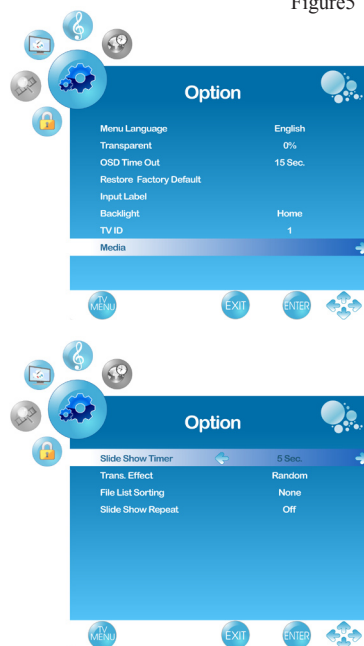 Figure5
Option
Menu Language English
Transparent 0%
OSD Time Out 15 Sec.
Restore Factory Default
Input Label
Backlight Home
TV ID 1
Media
TV MENU EXIT ENTER
Option
Slide Show Timer 5 Sec.
Trans. Effect Random
File List Sorting None
Slide Show Repeat Off
TV MENU EXIT ENTER